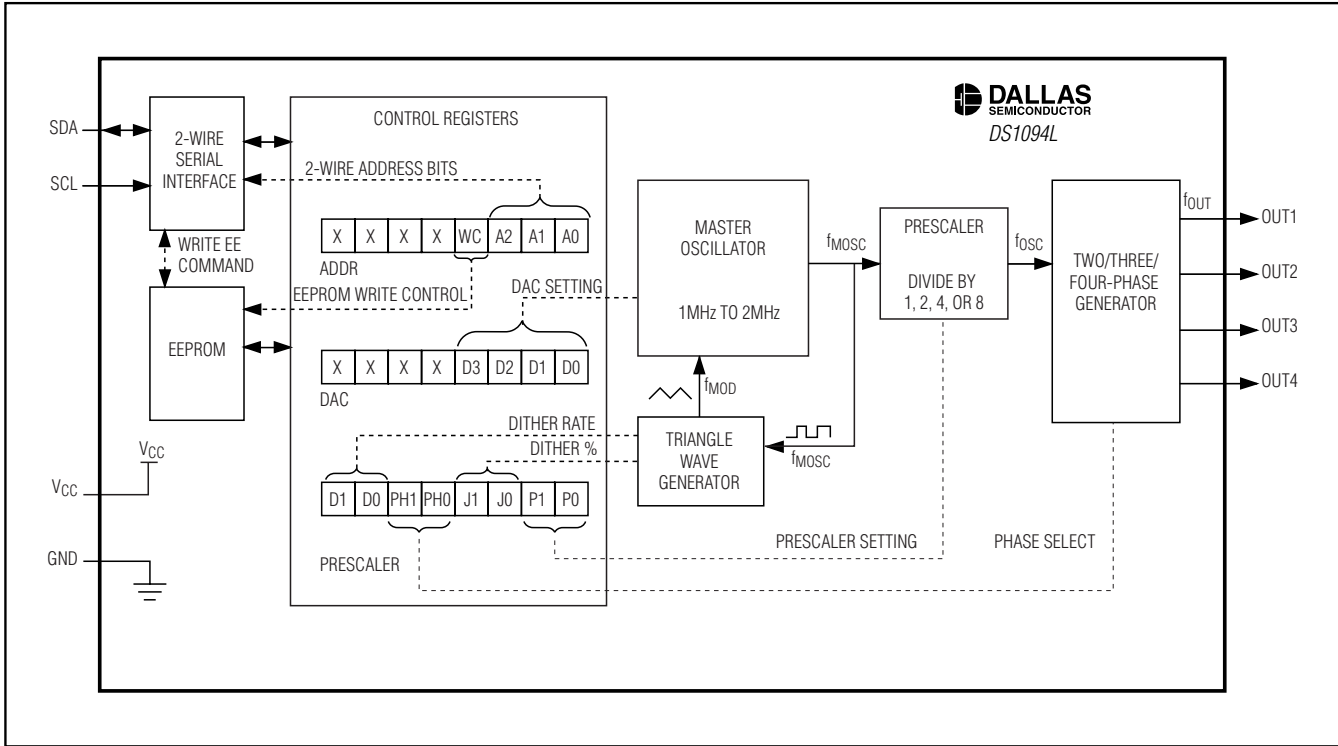 DALLAS
SEMICONDUCTOR
DS1094L
SDA
SCL
2-WIRE
SERIAL
INTERFACE
WRITE EE
COMMAND
EEPROM
VCC
VCC
GND
CONTROL REGISTERS
2-WIRE ADDRESS BITS
X X X X WC A2 A1 A0
ADDR
EEPROM WRITE CONTROL
DAC SETTING
X X X X D3 D2 D1 D0
DAC
DITHER RATE
DITHER %
D1 D0 PH1 PH0 J1 J0 P1 P0
PRESCALER
MASTER
OSCILLATOR
1MHz TO 2MHz
fMOD
TRIANGLE
WAVE
GENERATOR
fMOSC
fMOSC
PRESCALER
DIVIDE BY
1, 2, 4, OR 8
fOSC
PRESCALER SETTING
PHASE SELECT
TWO/THREE/
FOUR-PHASE
GENERATOR
fOUT
OUT1
OUT2
OUT3
OUT4